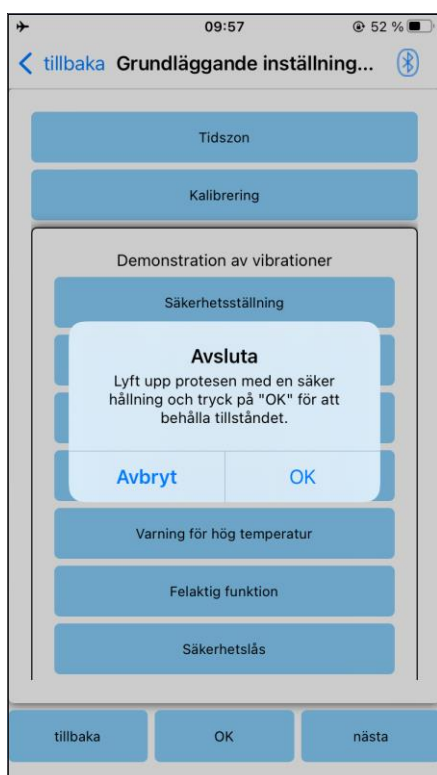 09:57
52 %
tillbaka Grundläggande inställning...
Tidszon
Kalibrering
Demonstration av vibrationer
Säkerhetsställning
Avsluta
Lyft upp protesen med en säker
hållning och tryck på "OK" för att
behålla tillståndet.
Avbryt OK
Varning för hög temperatur
Felaktig funktion
Säkerhetslås
tillbaka OK nästa